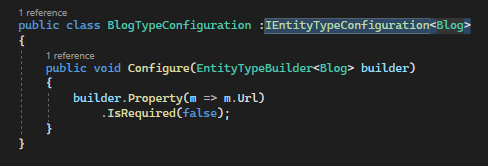 1 reference
public class BlogTypeConfiguration :IEntityTypeConfiguration<Blog>
{
1 reference
public void Configure(EntityTypeBuilder<Blog> builder)
{
builder.Property(m => m.Url)
.IsRequired(false);
}
}